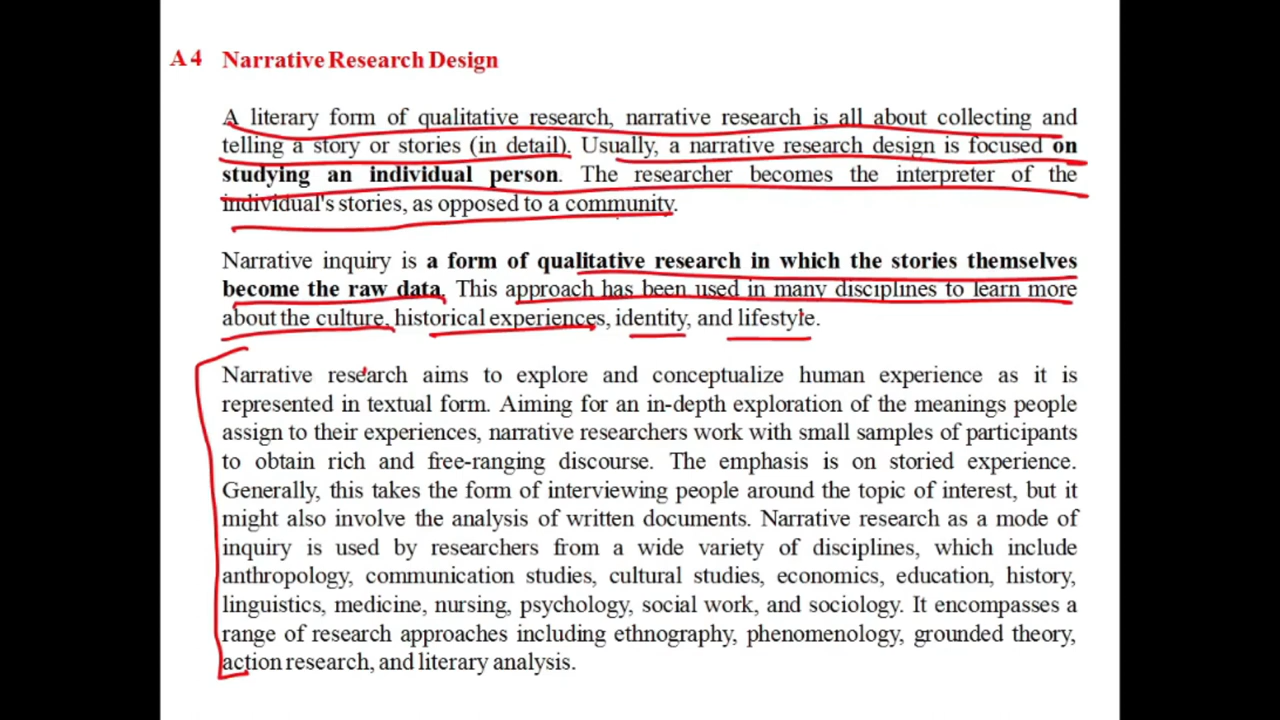 A 4 Narrative Research Design
A literary form of qualitative research, narrative research is all about collecting and
telling a story or stories (in detail). Usually, a narrative research design is focused on
studying an individual person. The researcher becomes the interpreter of the
individual's stories, as opposed to a community.
Narrative inquiry is a form of qualitative research in which the stories themselves
become the raw data. This approach has been used in many disciplines to learn more
about the culture, historical experiences, identity, and lifestyle.
Narrative research aims to explore and conceptualize human experience as it is
represented in textual form. Aiming for an in-depth exploration of the meanings people
assign to their experiences, narrative researchers work with small samples of participants
to obtain rich and free-ranging discourse. The emphasis is on storied experience.
Generally, this takes the form of interviewing people around the topic of interest, but it
might also involve the analysis of written documents. Narrative research as a mode of
inquiry is used by researchers from a wide variety of disciplines, which include
anthropology, communication studies, cultural studies, economics, education, history,
linguistics, medicine, nursing, psychology, social work, and sociology. It encompasses a
range of research approaches including ethnography, phenomenology, grounded theory,
action research, and literary analysis.